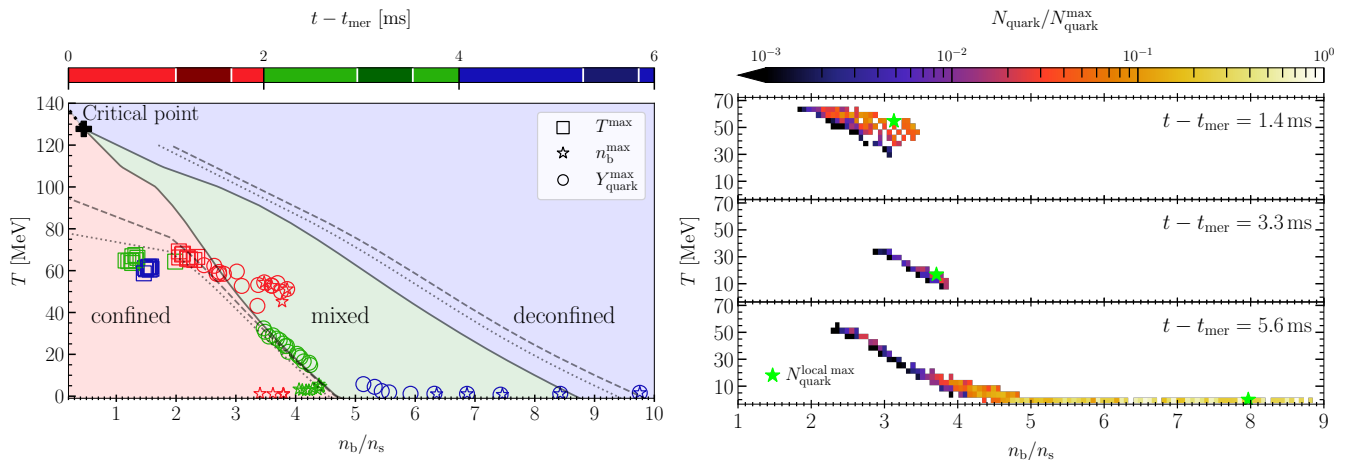 t − t_mer [ms]
0 2 4 6
T [MeV]
140
120
100
80
60
40
20
0
Critical point
T^max
n_b^max
Y_quark^max
confined
mixed
deconfined
1 2 3 4 5 6 7 8 9 10
n_b/n_s
N_quark/N_quark^max
10^−3 10^−2 10^−1 10^0
T [MeV]
70
50
30
10
t − t_mer = 1.4 ms
70
50
30
10
t − t_mer = 3.3 ms
70
50
30
10
t − t_mer = 5.6 ms
N_quark^local max
1 2 3 4 5 6 7 8 9
n_b/n_s